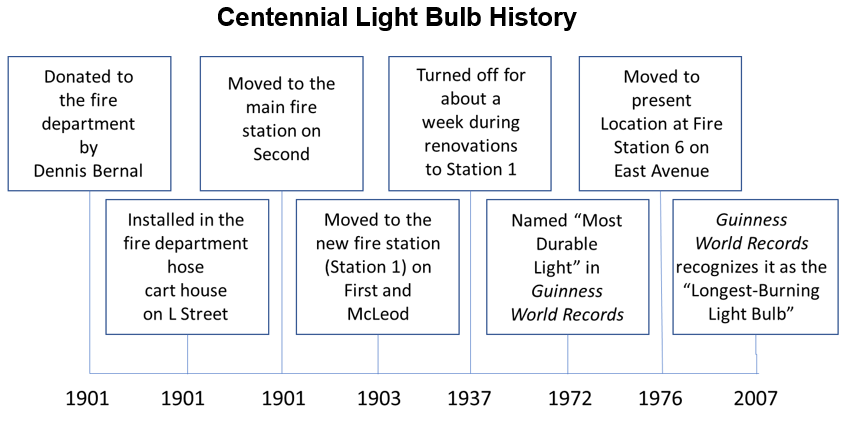 Centennial Light Bulb History
Donated to
the fire
department
by
Dennis Bernal
Installed in the
fire department
hose
cart house
on L Street
Moved to the
main fire
station on
Second
Moved to the
new fire station
(Station 1) on
First and
McLeod
Turned off for
about a
week during
renovations
to Station 1
Named “Most
Durable
Light” in
Guinness
World Records
Moved to
present
Location at Fire
Station 6 on
East Avenue
Guinness
World Records
recognizes it as the
“Longest-Burning
Light Bulb”
1901 1901 1901 1903 1937 1972 1976 2007